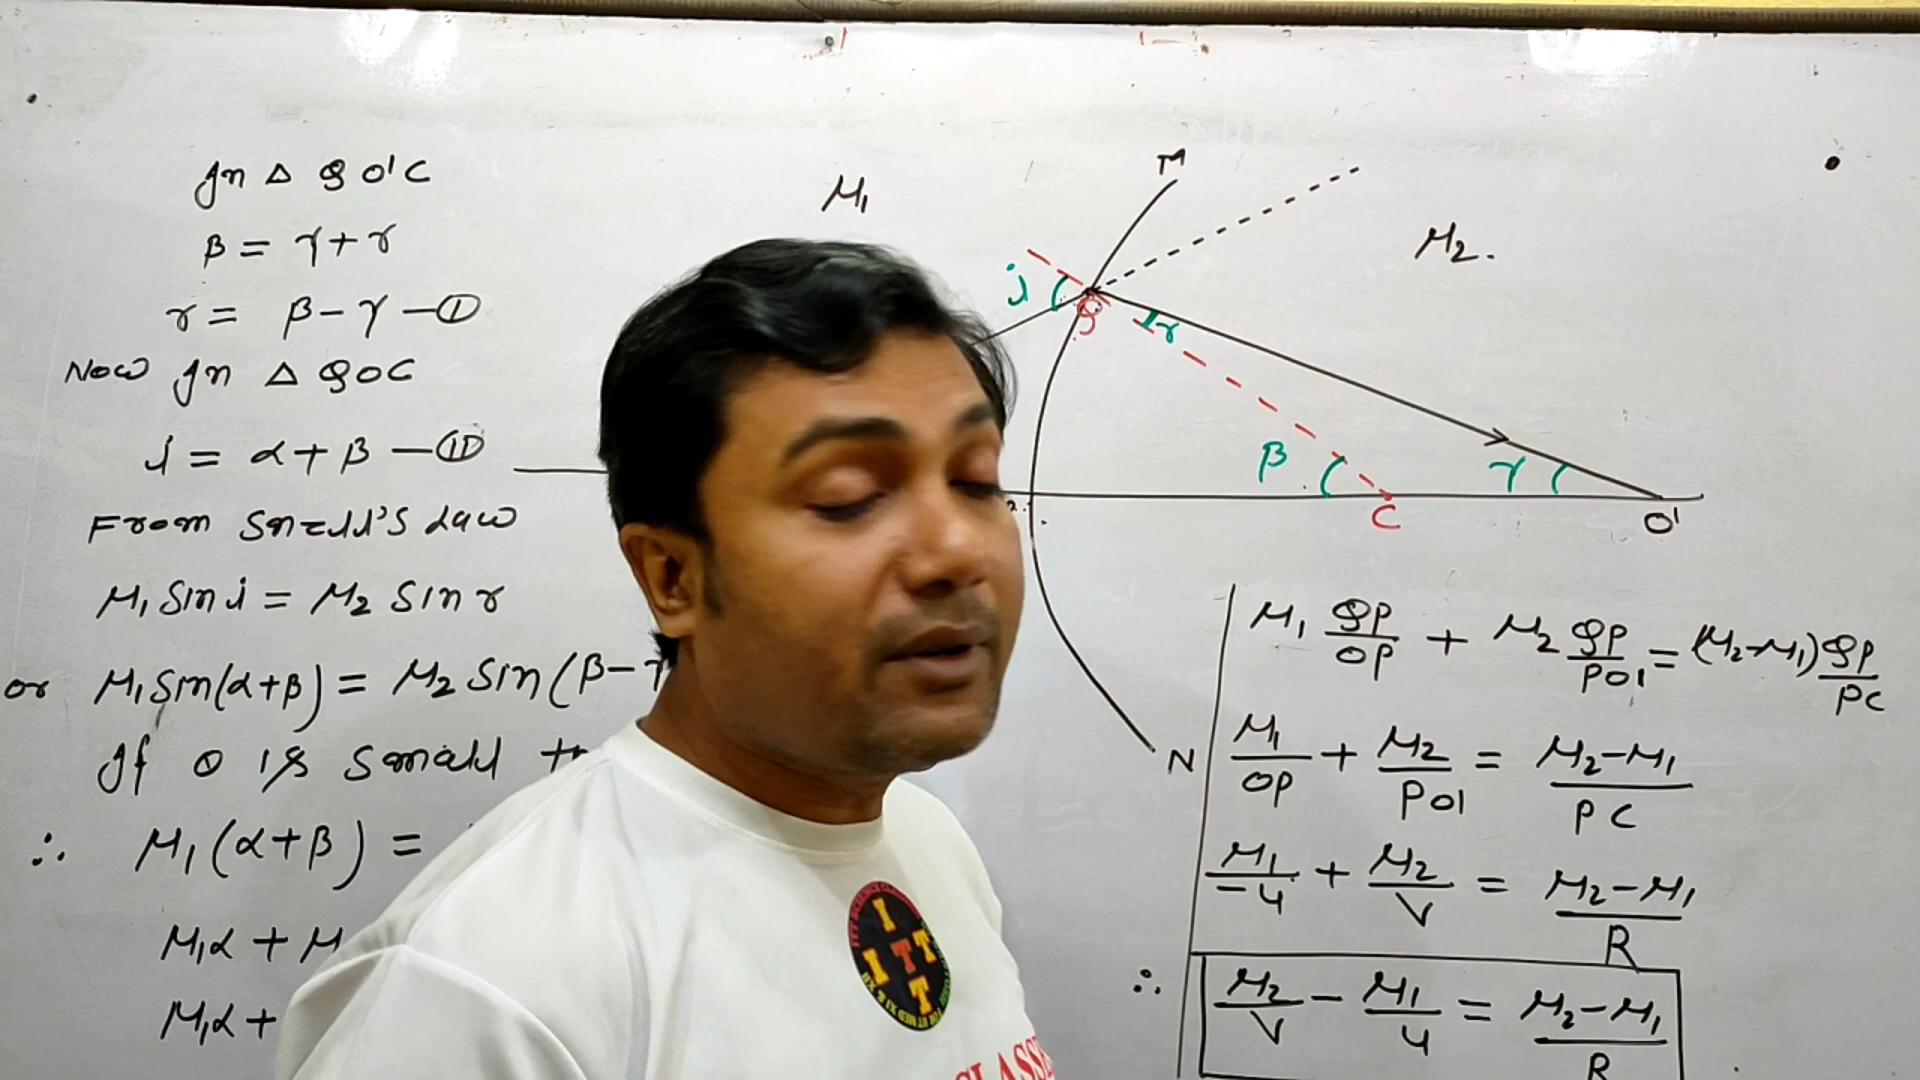 In Δ QO'C
β = γ + r
r = β - γ - ①
Now In Δ QOC
i = α + β - ⑪
From Snell's Law
μ₁ Sin i = μ₂ Sin r
or μ₁ Sin(α+β) = μ₂ Sin(β-γ
If θ is small
∴ μ₁(α+β) =
μ₁α + μ
μ₁α +
μ₁
M
μ₂.
i
Q
r
β
γ
C
O'
N
μ₁ QP/OP + μ₂ QP/PO' = (μ₂-μ₁) QP/PC
μ₁/OP + μ₂/PO' = μ₂-μ₁/PC
μ₁/-u + μ₂/v = μ₂-μ₁/R
∴ μ₂/v - μ₁/u = μ₂-μ₁/R
I
ITT
T
CLASSE